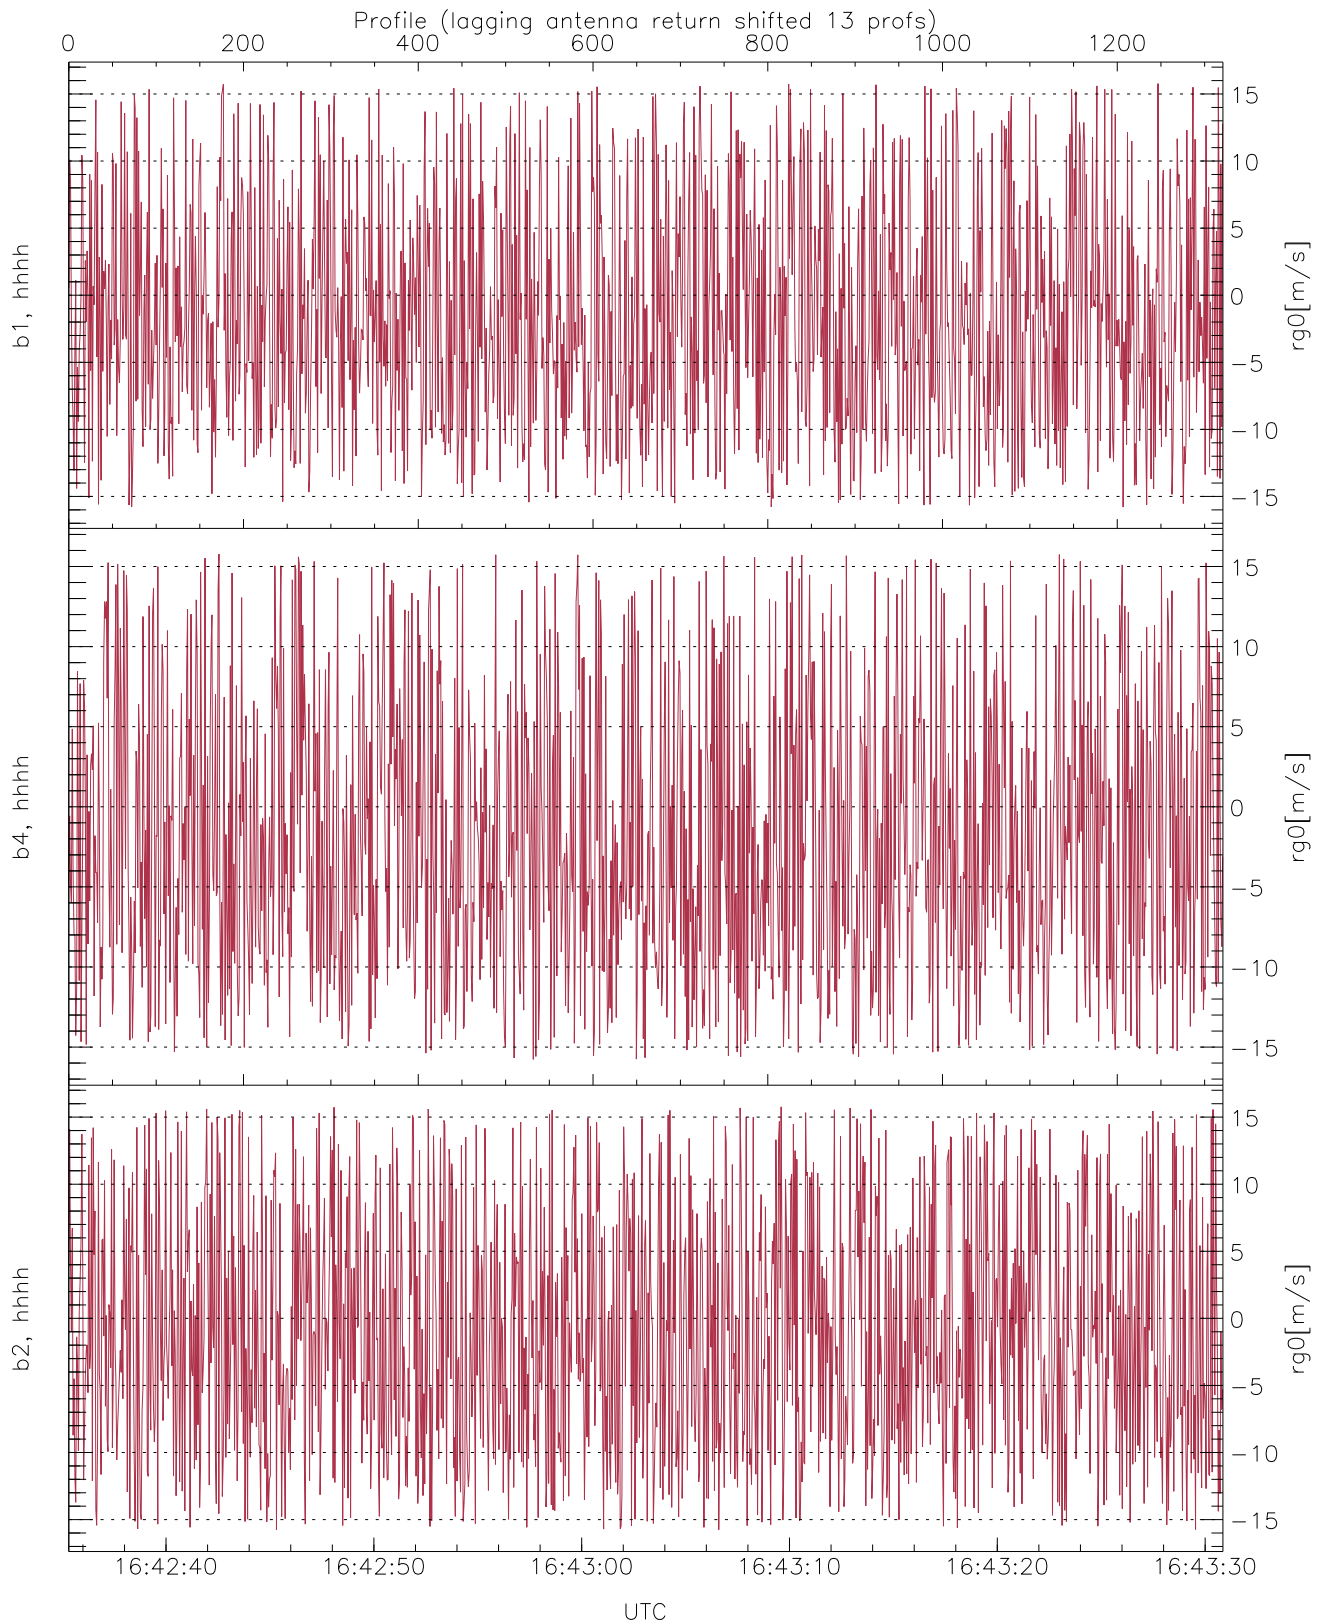 Profile (lagging antenna return shifted 13 profs)
0 200 400 600 800 1000 1200
15
10
5
0
-5
-10
-15
b1, hhhh
rg0[m/s]
15
10
5
0
-5
-10
-15
b4, hhhh
rg0[m/s]
15
10
5
0
-5
-10
-15
b2, hhhh
rg0[m/s]
16:42:40 16:42:50 16:43:00 16:43:10 16:43:20 16:43:30
UTC